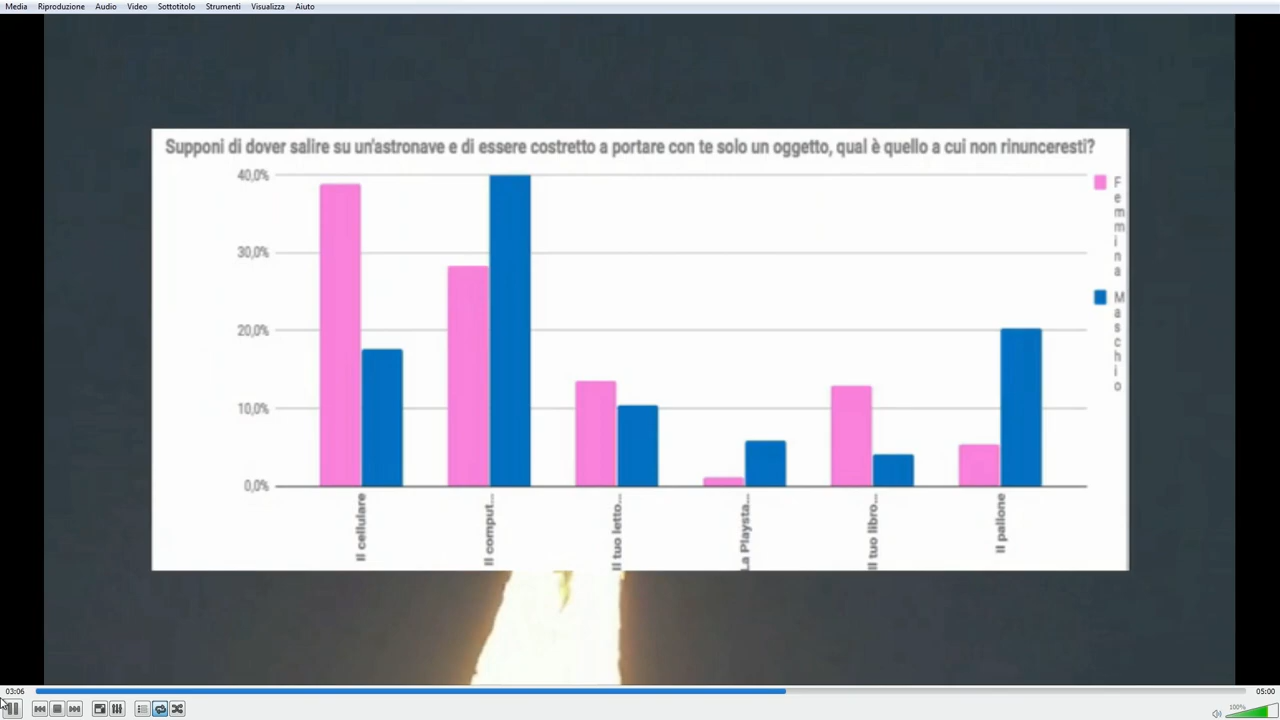 Media Riproduzione Audio Video Sottotitolo Strumenti Visualizza Aiuto
Supponi di dover salire su un'astronave e di essere costretto a portare con te solo un oggetto, qual è quello a cui non rinunceresti?
40,0%
30,0%
20,0%
10,0%
0,0%
Femmina
Maschio
Il cellulare
Il comput...
Il tuo letto...
La Playsta...
Il tuo libro...
Il pallone
03:06
05:00
100%